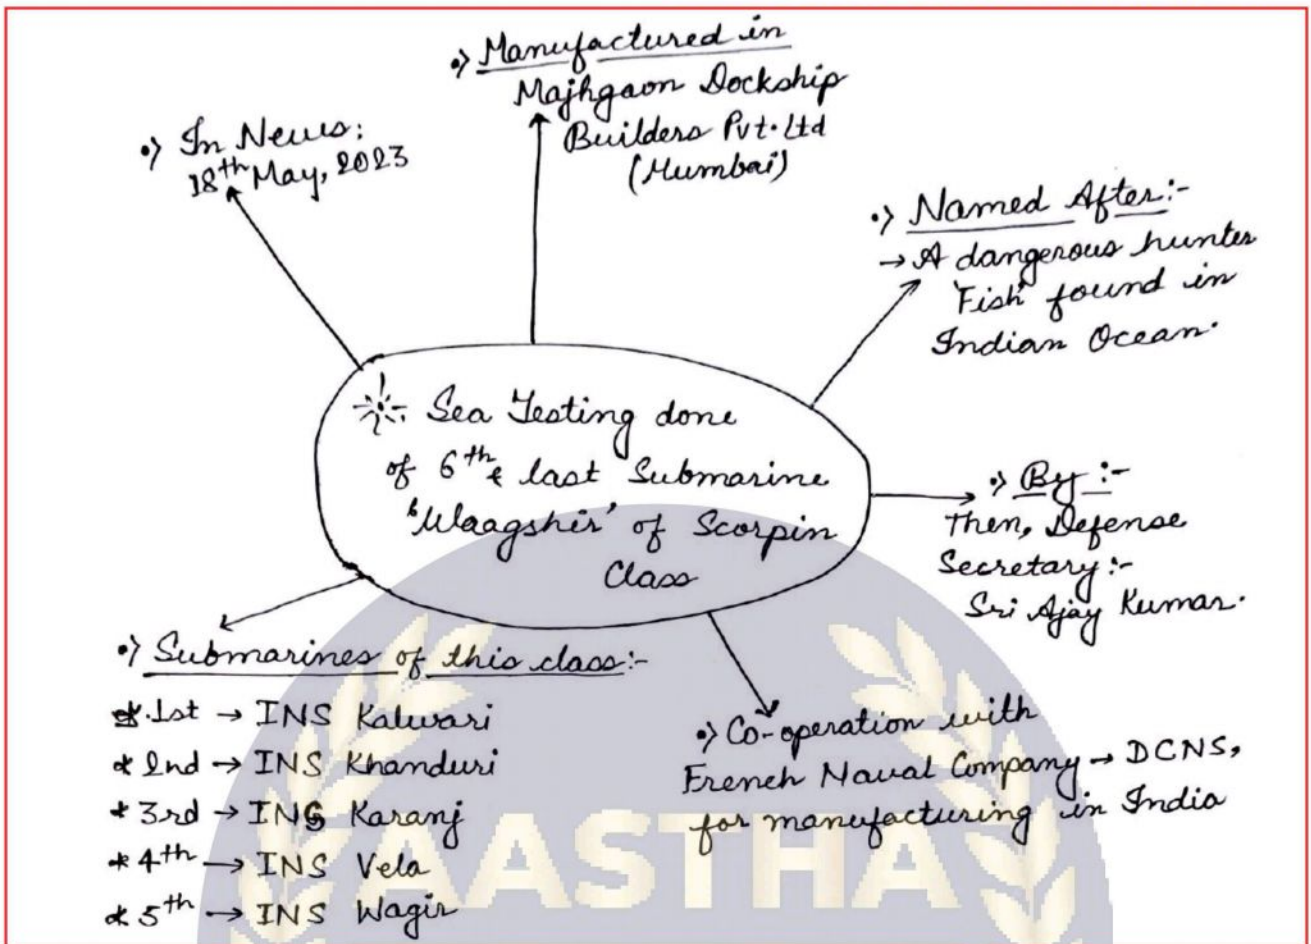 •) Manufactured in
Majhgaon Dockship
Builders Pvt. Ltd
(Mumbai)
•) In News:
18th May, 2023
•) Named After:-
→ A dangerous hunter
'Fish' found in
Indian Ocean.
Sea Testing done
of 6th & last Submarine
'Waagshir' of Scorpin
Class
•) By :-
Then, Defense
Secretary:-
Sri Ajay Kumar.
•) Submarines of this class:-
*.1st → INS Kalwari
* 2nd → INS Khanduri
* 3rd → INS Karanj
* 4th → INS Vela
* 5th → INS Wagir
•) Co-operation with
French Naval Company → DCNS,
for manufacturing in India
AASTHA